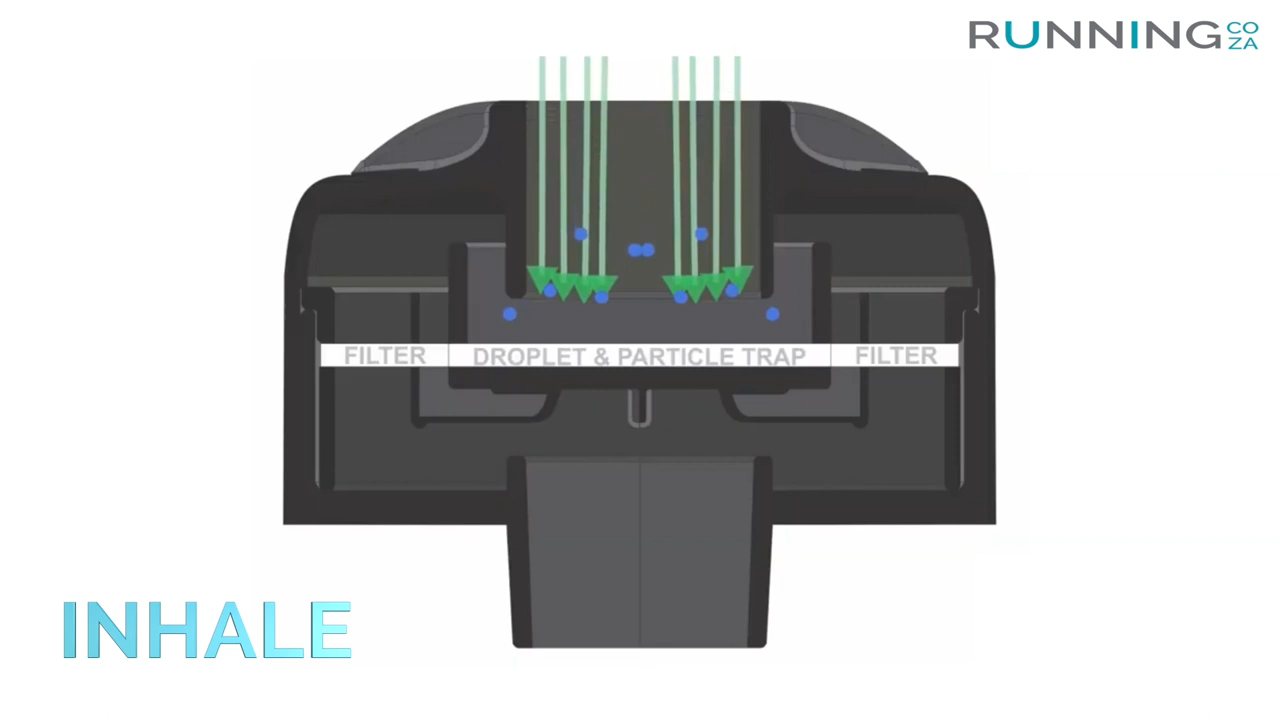 RUNNING CO ZA
FILTER DROPLET & PARTICLE TRAP FILTER
INHALE